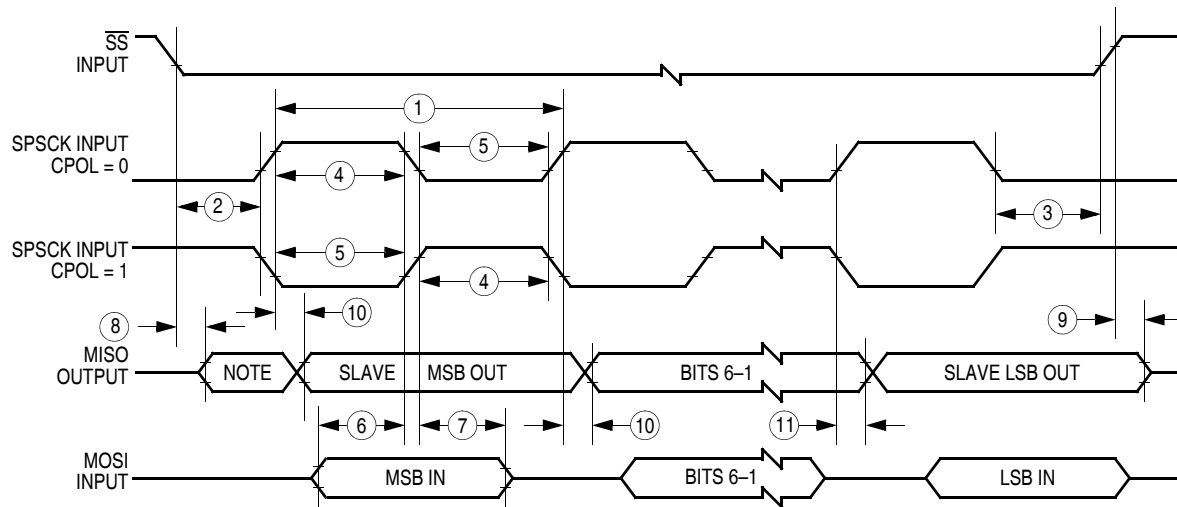 SS
INPUT
1
SPSCK INPUT
CPOL = 0
5
4
2
3
SPSCK INPUT
CPOL = 1
5
4
8
10
9
MISO
OUTPUT
NOTE
SLAVE MSB OUT
BITS 6–1
SLAVE LSB OUT
6
7
10
11
MOSI
INPUT
MSB IN
BITS 6–1
LSB IN